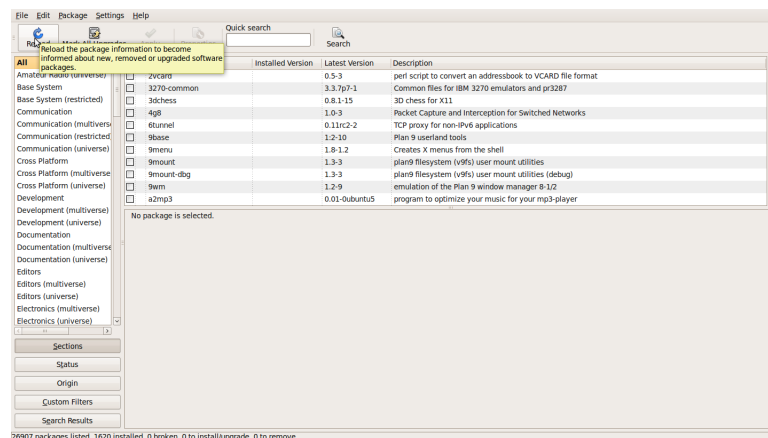 File Edit Package Settings Help
Quick search
Search
Reload the package information to become
informed about new, removed or upgraded software
packages.
All Installed Version Latest Version Description
Amateur Radio (universe)
Base System
Base System (restricted)
Communication
Communication (multivers
Communication (restricted
Communication (universe)
Cross Platform
Cross Platform (multiverse
Cross Platform (universe)
Development
Development (multiverse)
Development (universe)
Documentation
Documentation (multiverse
Documentation (universe)
Editors
Editors (multiverse)
Editors (universe)
Electronics (multiverse)
Electronics (universe)
2vcard 0.5-3 perl script to convert an addressbook to VCARD file format
3270-common 3.3.7p7-1 Common files for IBM 3270 emulators and pr3287
3dchess 0.8.1-15 3D chess for X11
4g8 1.0-3 Packet Capture and Interception for Switched Networks
6tunnel 0.11rc2-2 TCP proxy for non-IPv6 applications
9base 1:2-10 Plan 9 userland tools
9menu 1.8-1.2 Creates X menus from the shell
9mount 1.3-3 plan9 filesystem (v9fs) user mount utilities
9mount-dbg 1.3-3 plan9 filesystem (v9fs) user mount utilities (debug)
9wm 1.2-9 emulation of the Plan 9 window manager 8-1/2
a2mp3 0.01-0ubuntu5 program to optimize your music for your mp3-player
No package is selected.
Sections
Status
Origin
Custom Filters
Search Results
26907 packages listed, 1620 installed, 0 broken, 0 to install/upgrade, 0 to remove